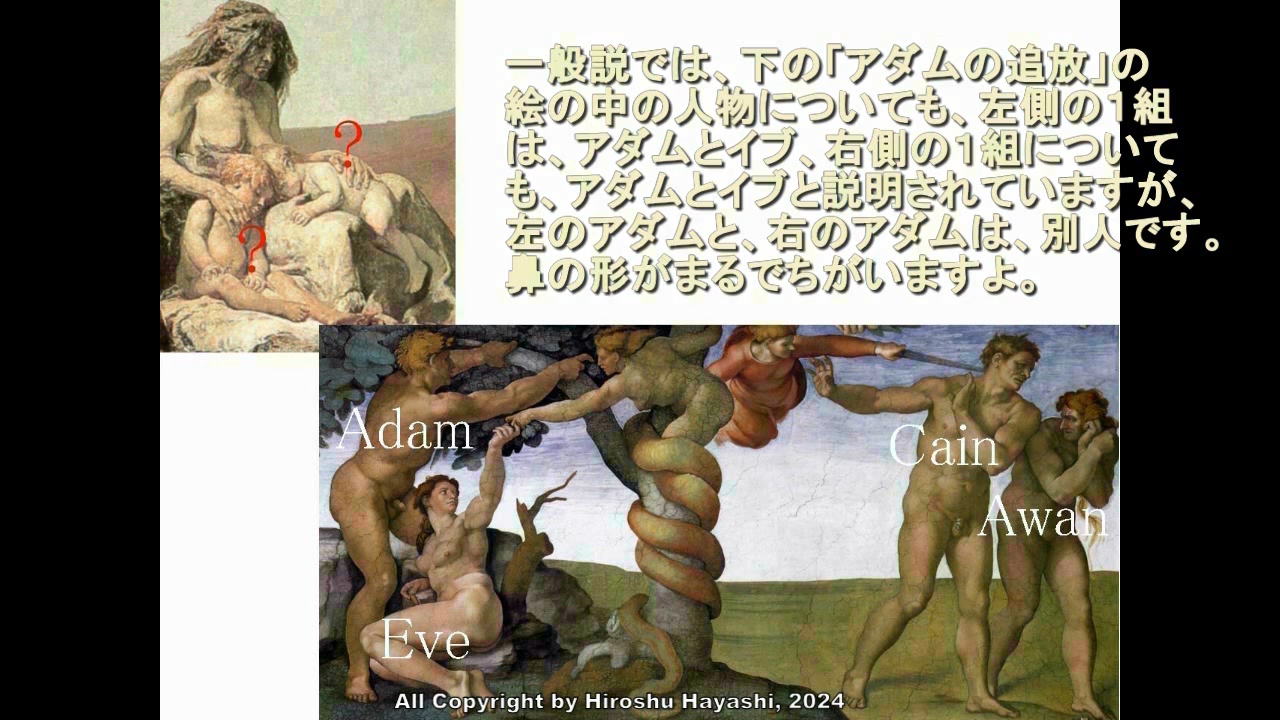 一般説では、下の「アダムの追放」の
絵の中の人物についても、左側の１組
は、アダムとイブ、右側の１組について
も、アダムとイブと説明されていますが、
左のアダムと、右のアダムは、別人です。
鼻の形がまるでちがいますよ。
?
?
Adam
Cain
Awan
Eve
All Copyright by Hiroshu Hayashi, 2024